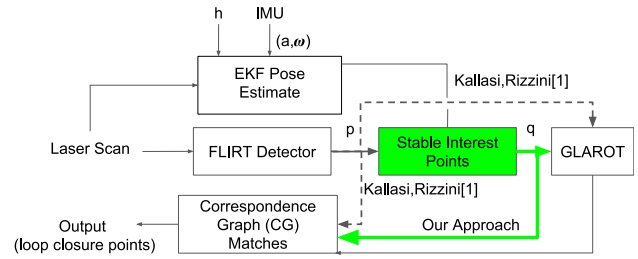 h
IMU
(a,ω)
EKF Pose
Estimate
Kallasi,Rizzini[1]
Laser Scan
FLIRT Detector
p
Stable Interest
Points
q
GLAROT
Kallasi,Rizzini[1]
Correspondence
Graph (CG)
Matches
Our Approach
Output
(loop closure points)